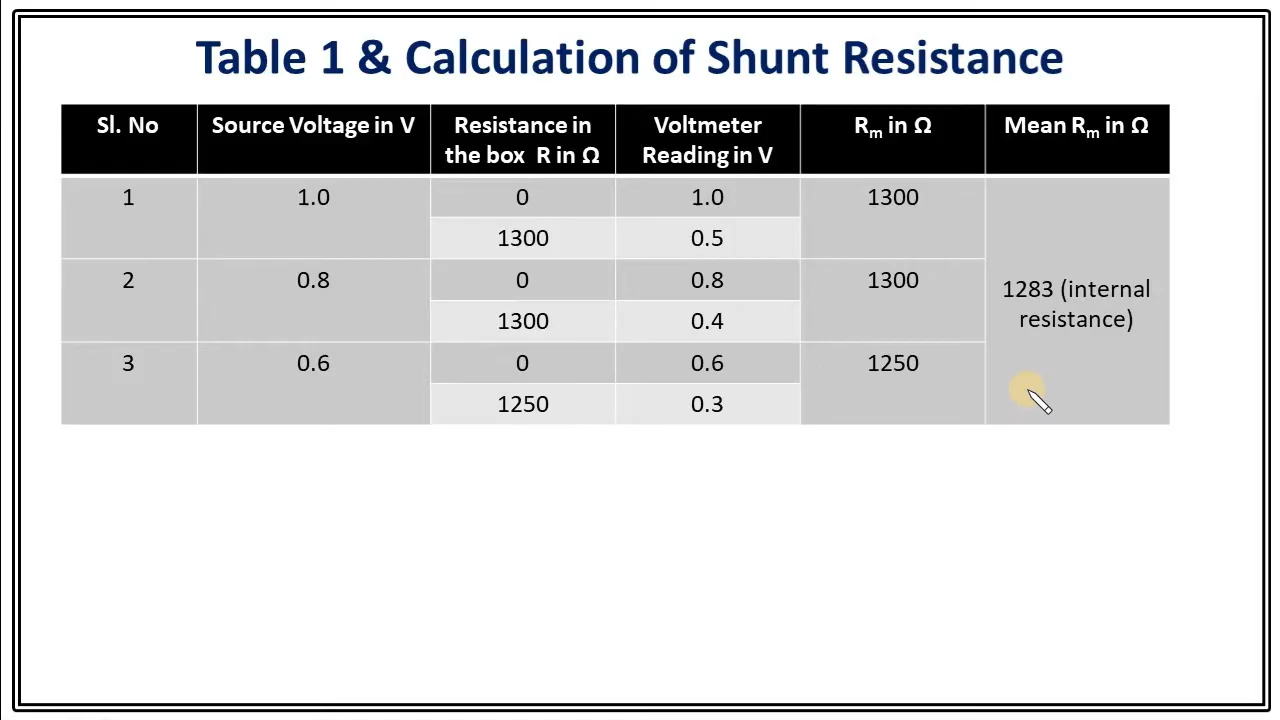 Table 1 & Calculation of Shunt Resistance
Sl. No
Source Voltage in V
Resistance in
the box R in Ω
Voltmeter
Reading in V
Rm in Ω
Mean Rm in Ω
1
1.0
0
1.0
1300
1300
0.5
2
0.8
0
0.8
1300
1300
0.4
1283 (internal
resistance)
3
0.6
0
0.6
1250
1250
0.3